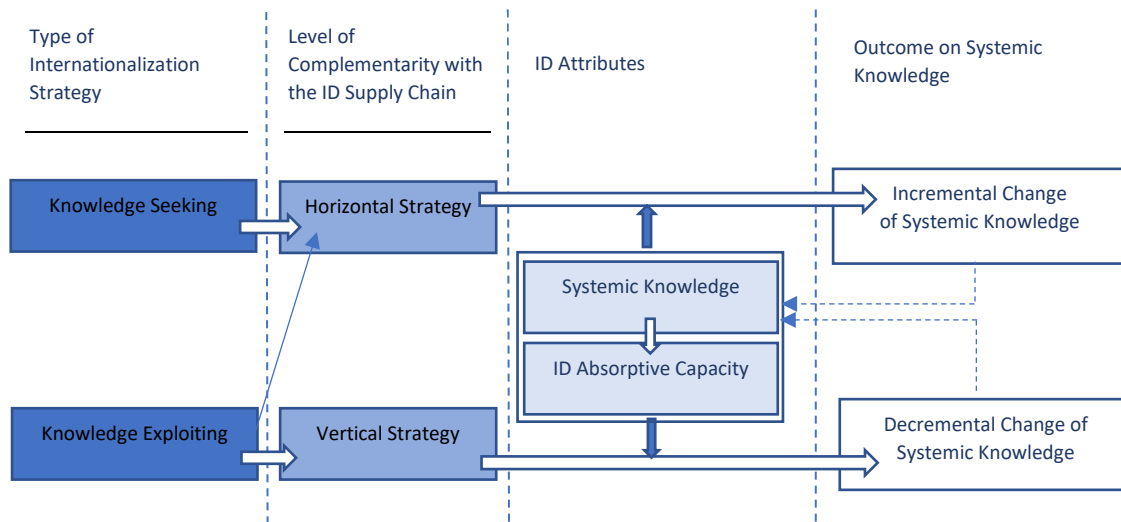 Type of
Internationalization
Strategy
Level of
Complementarity with
the ID Supply Chain
ID Attributes
Outcome on Systemic
Knowledge
Knowledge Seeking
Horizontal Strategy
Incremental Change
of Systemic Knowledge
Systemic Knowledge
ID Absorptive Capacity
Knowledge Exploiting
Vertical Strategy
Decremental Change of
Systemic Knowledge